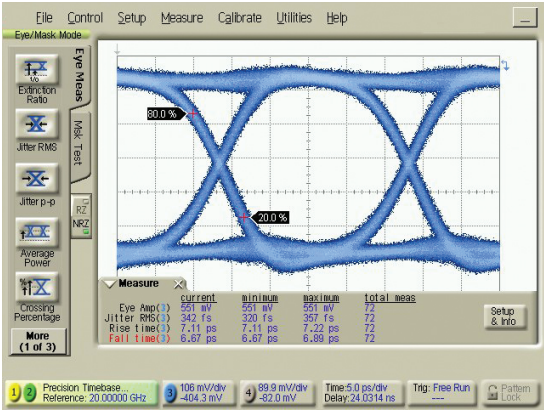 File Control Setup Measure Calibrate Utilities Help
Eye/Mask Mode
Extinction
Ratio
Jitter RMS
Jitter p-p
Average
Power
Crossing
Percentage
More
(1 of 3)
Eye Meas
Msk Test
RZ
NRZ
80.0 %
20.0 %
Measure
current minimum maximum total meas
Eye Amp(3) 551 mV 551 mV 551 mV 72
Jitter RMS(3) 342 fs 320 fs 357 fs 72
Rise time(3) 7.11 ps 7.11 ps 7.22 ps 72
Fall time(3) 6.67 ps 6.67 ps 6.89 ps 72
Setup
& Info
1 2 Precision Timebase...
Reference: 20.00000 GHz
3 106 mV/div
-404.3 mV
4 89.9 mV/div
-82.0 mV
Time:5.0 ps/div
Delay:24.0314 ns
Trig: Free Run
---
Pattern
Lock